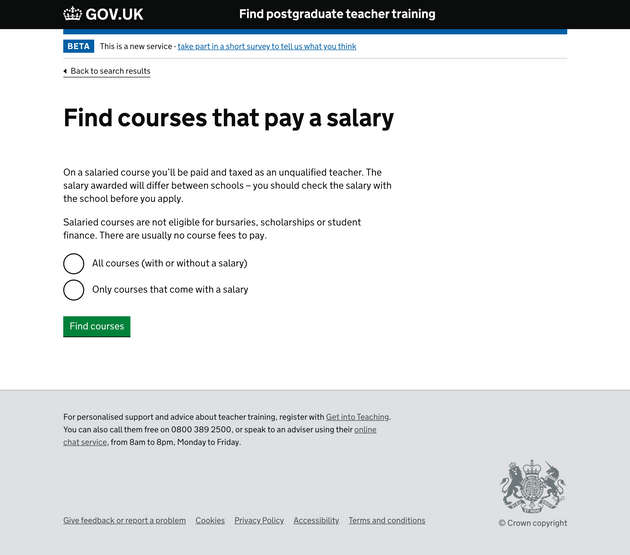 GOV.UK
Find postgraduate teacher training
BETA This is a new service - take part in a short survey to tell us what you think
Back to search results
Find courses that pay a salary
On a salaried course you'll be paid and taxed as an unqualified teacher. The
salary awarded will differ between schools – you should check the salary with
the school before you apply.
Salaried courses are not eligible for bursaries, scholarships or student
finance. There are usually no course fees to pay.
All courses (with or without a salary)
Only courses that come with a salary
Find courses
For personalised support and advice about teacher training, register with Get into Teaching.
You can also call them free on 0800 389 2500, or speak to an adviser using their online
chat service, from 8am to 8pm, Monday to Friday.
Give feedback or report a problem Cookies Privacy Policy Accessibility Terms and conditions
© Crown copyright